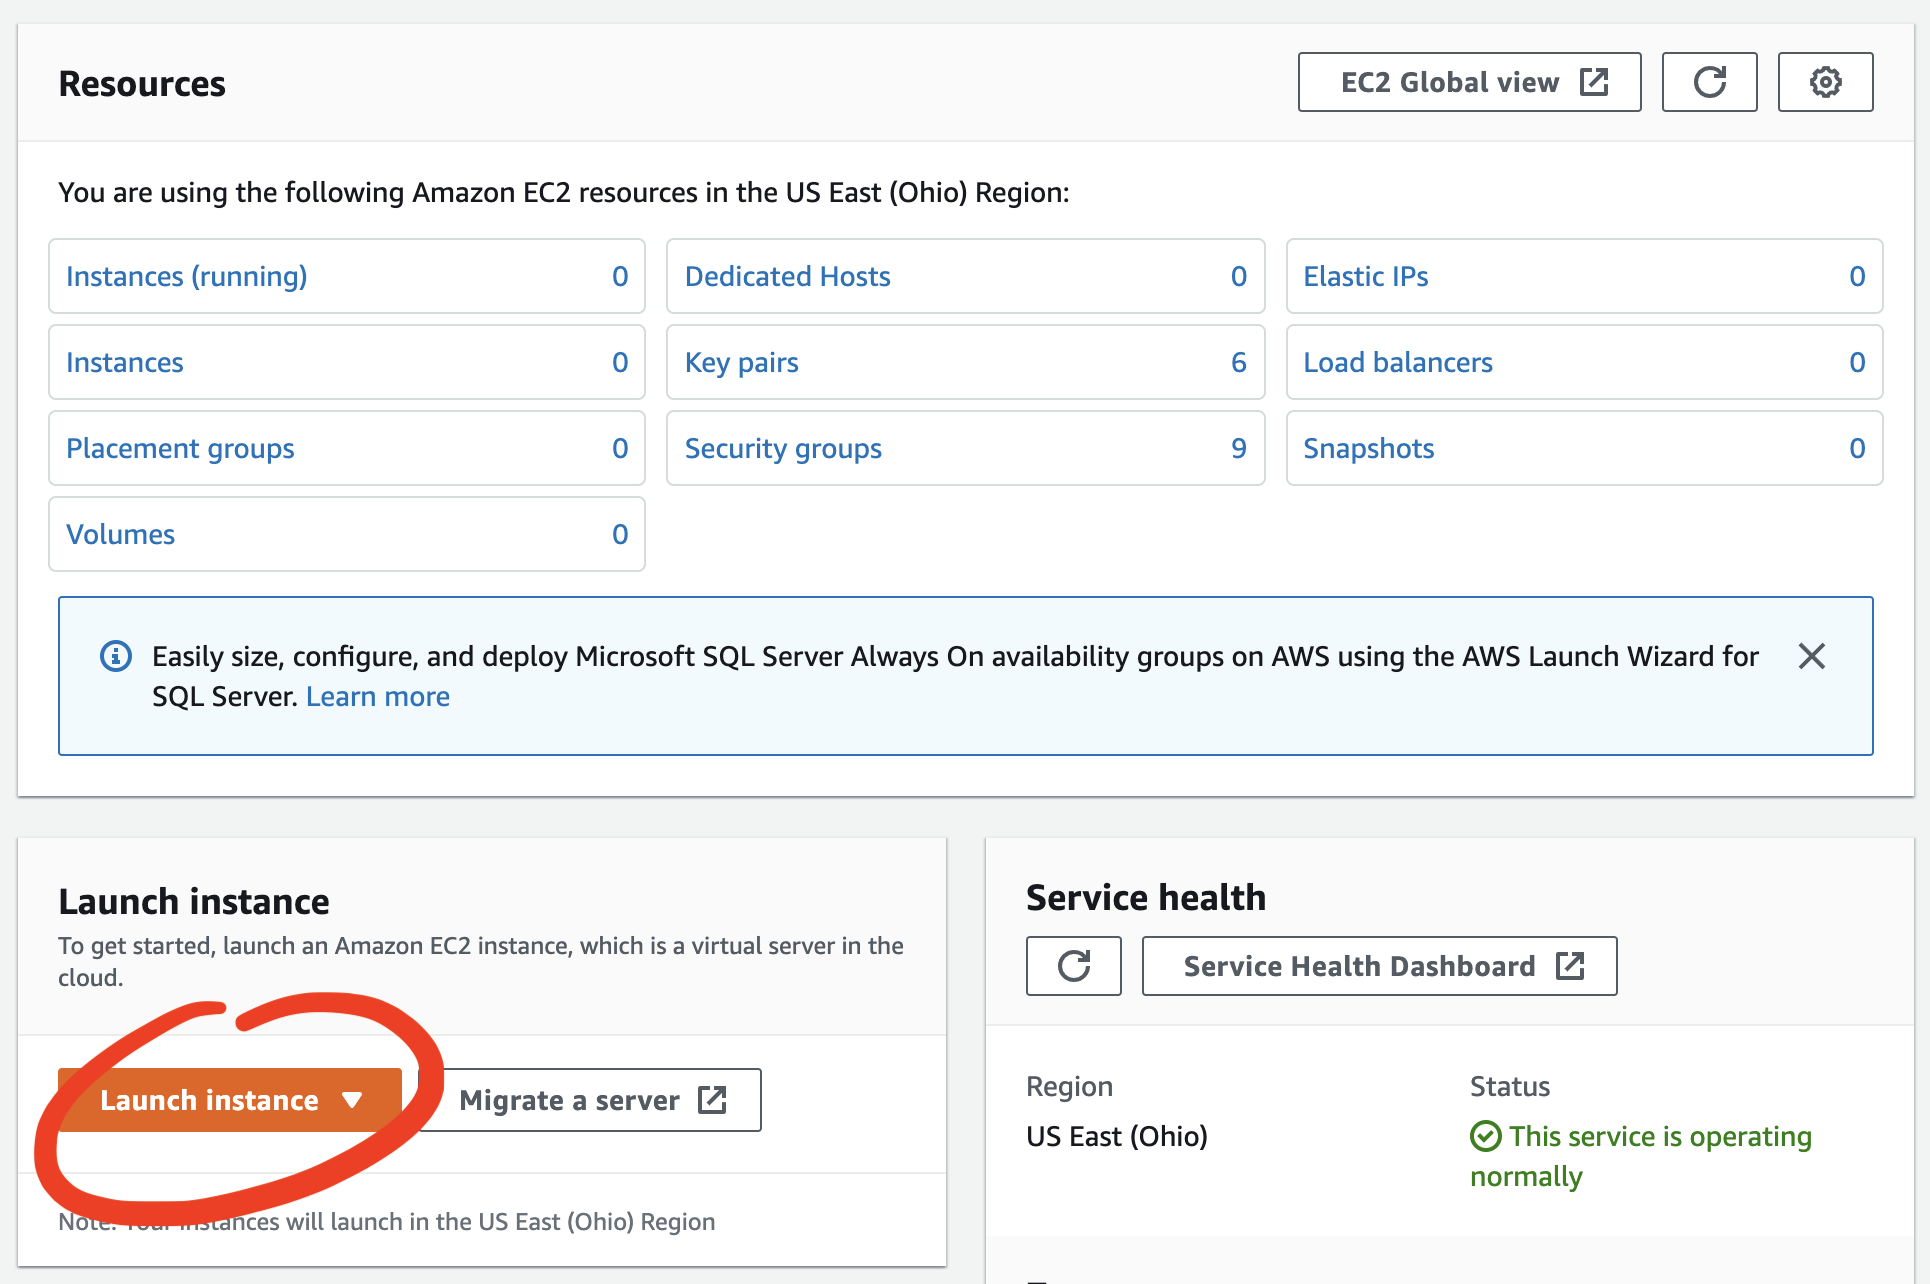 Resources
EC2 Global view
You are using the following Amazon EC2 resources in the US East (Ohio) Region:
Instances (running) 0
Dedicated Hosts 0
Elastic IPs 0
Instances 0
Key pairs 6
Load balancers 0
Placement groups 0
Security groups 9
Snapshots 0
Volumes 0
Easily size, configure, and deploy Microsoft SQL Server Always On availability groups on AWS using the AWS Launch Wizard for
SQL Server. Learn more
Launch instance
To get started, launch an Amazon EC2 instance, which is a virtual server in the
cloud.
Launch instance
Migrate a server
Note: Your instances will launch in the US East (Ohio) Region
Service health
Service Health Dashboard
Region
US East (Ohio)
Status
This service is operating
normally